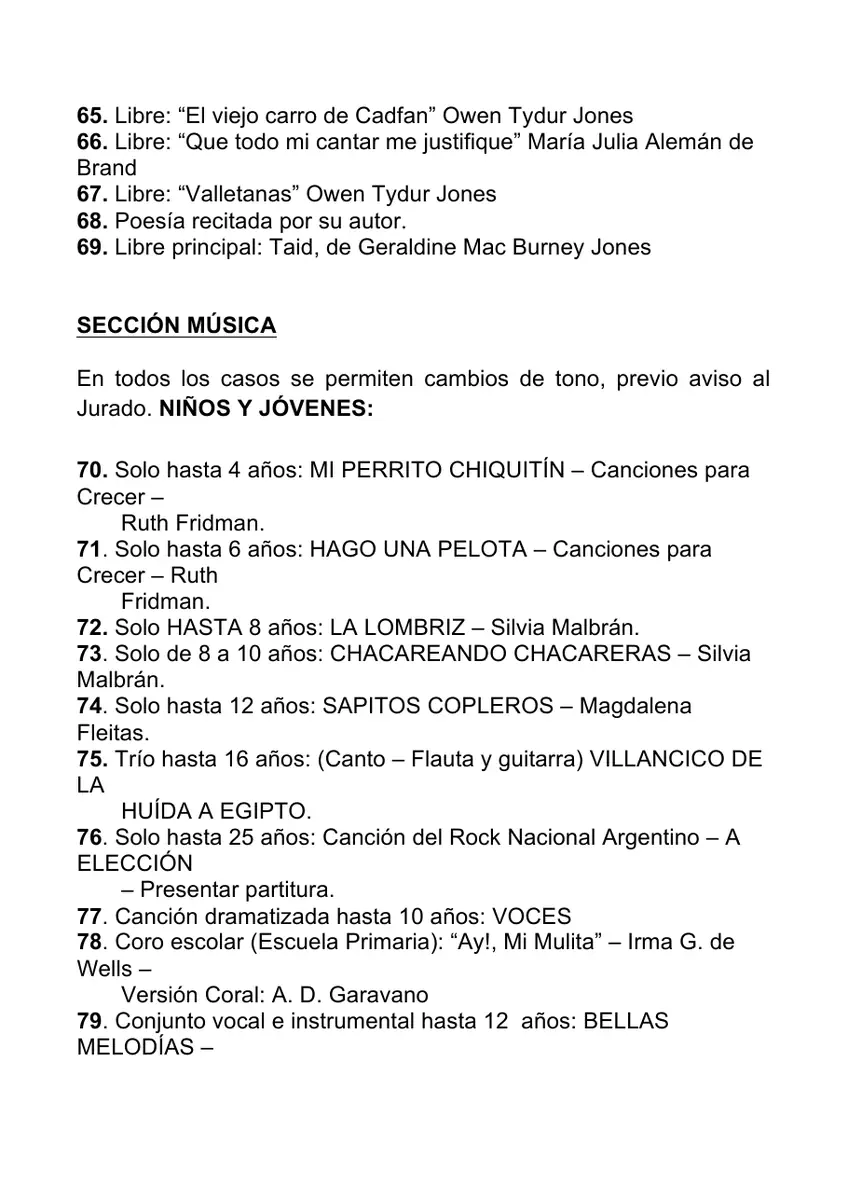 65. Libre: “El viejo carro de Cadfan” Owen Tydur Jones
66. Libre: “Que todo mi cantar me justifique” María Julia Alemán de
Brand
67. Libre: “Valletanas” Owen Tydur Jones
68. Poesía recitada por su autor.
69. Libre principal: Taid, de Geraldine Mac Burney Jones
SECCIÓN MÚSICA
En todos los casos se permiten cambios de tono, previo aviso al
Jurado. NIÑOS Y JÓVENES:
70. Solo hasta 4 años: MI PERRITO CHIQUITÍN – Canciones para
Crecer –
Ruth Fridman.
71. Solo hasta 6 años: HAGO UNA PELOTA – Canciones para
Crecer – Ruth
Fridman.
72. Solo HASTA 8 años: LA LOMBRIZ – Silvia Malbrán.
73. Solo de 8 a 10 años: CHACAREANDO CHACARERAS – Silvia
Malbrán.
74. Solo hasta 12 años: SAPITOS COPLEROS – Magdalena
Fleitas.
75. Trío hasta 16 años: (Canto – Flauta y guitarra) VILLANCICO DE
LA
HUÍDA A EGIPTO.
76. Solo hasta 25 años: Canción del Rock Nacional Argentino – A
ELECCIÓN
– Presentar partitura.
77. Canción dramatizada hasta 10 años: VOCES
78. Coro escolar (Escuela Primaria): “Ay!, Mi Mulita” – Irma G. de
Wells –
Versión Coral: A. D. Garavano
79. Conjunto vocal e instrumental hasta 12  años: BELLAS
MELODÍAS –